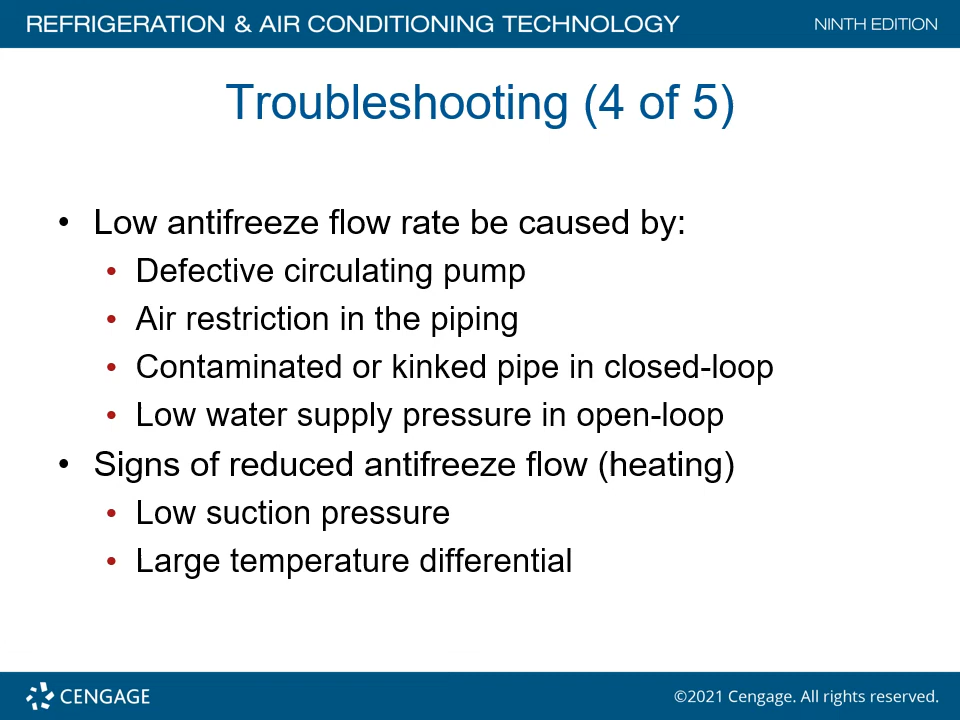 REFRIGERATION & AIR CONDITIONING TECHNOLOGY NINTH EDITION
Troubleshooting (4 of 5)
• Low antifreeze flow rate be caused by:
• Defective circulating pump
• Air restriction in the piping
• Contaminated or kinked pipe in closed-loop
• Low water supply pressure in open-loop
• Signs of reduced antifreeze flow (heating)
• Low suction pressure
• Large temperature differential
CENGAGE ©2021 Cengage. All rights reserved.